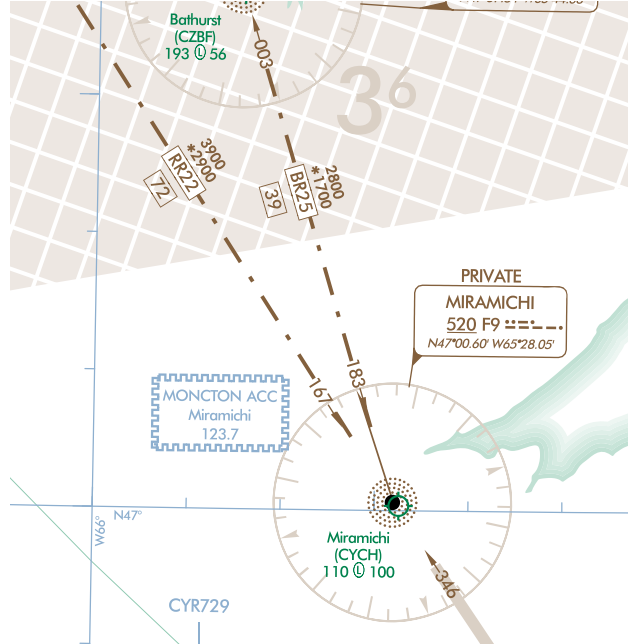 Bathurst
(CZBF)
193 Ⓛ 56
003
3⁶
3900
*2900
RR22
72
2800
*1700
BR25
39
PRIVATE
MIRAMICHI
520 F9
N47°00.60' W65°28.05'
183
167
MONCTON ACC
Miramichi
123.7
N47°
W66°
Miramichi
(CYCH)
110 Ⓛ 100
346
CYR729